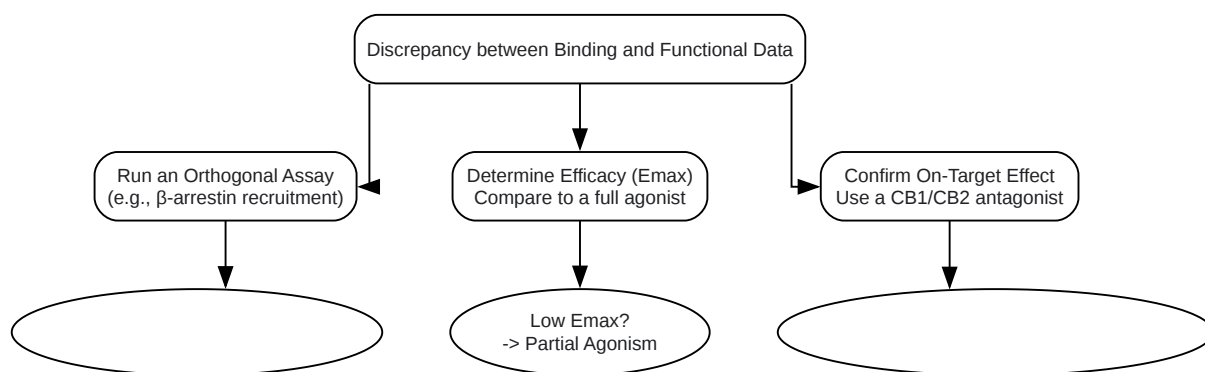 Discrepancy between Binding and Functional Data
Run an Orthogonal Assay
(e.g., β-arrestin recruitment)
Determine Efficacy (Emax)
Compare to a full agonist
Confirm On-Target Effect
Use a CB1/CB2 antagonist
Low Emax?
-> Partial Agonism